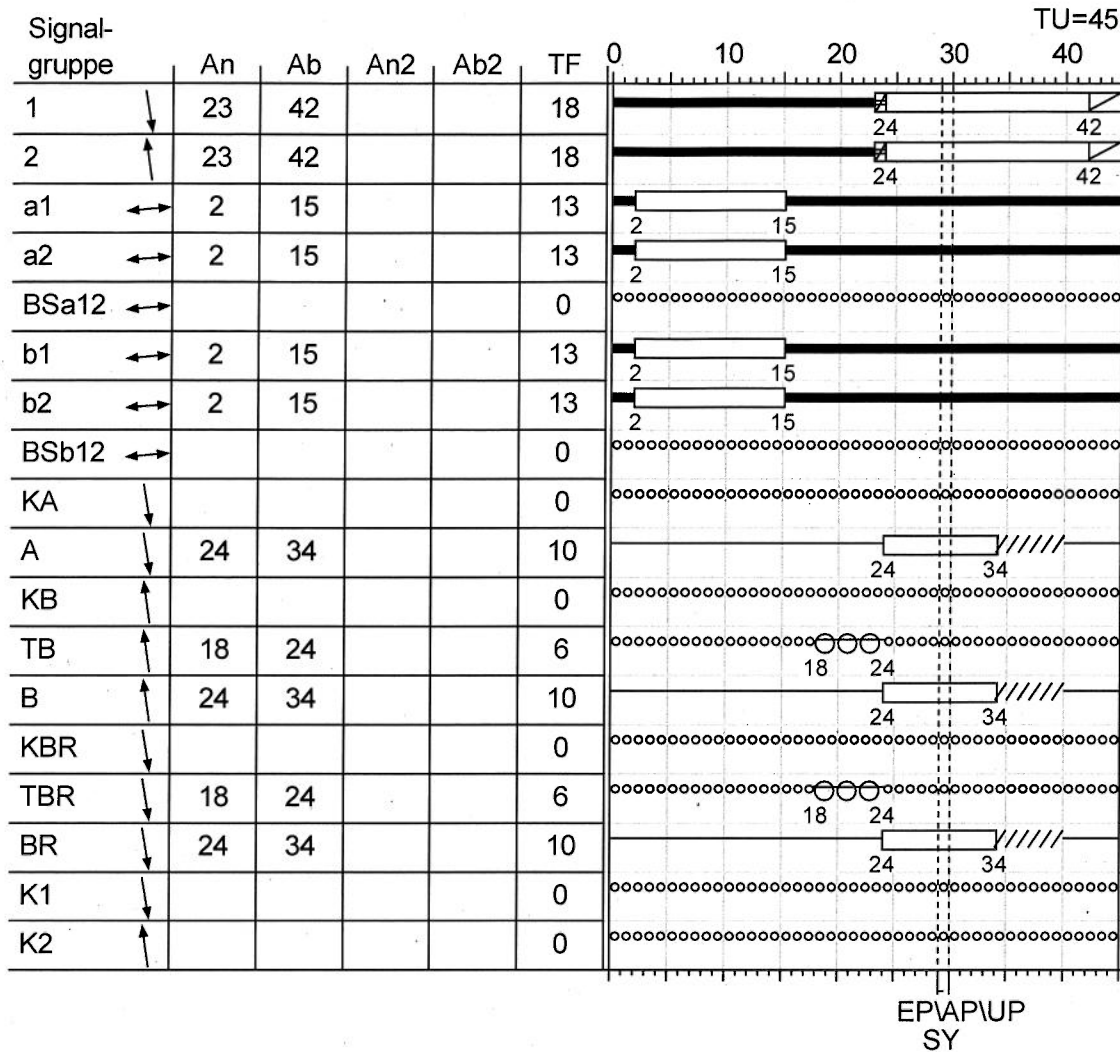 TU=45
Signal-
gruppe An Ab An2 Ab2 TF 0 10 20 30 40
1 23 42 18
24 42
2 23 42 18
24 42
a1 2 15 13
2 15
a2 2 15 13
2 15
BSa12 0
b1 2 15 13
2 15
b2 2 15 13
2 15
BSb12 0
KA 0
A 24 34 10
24 34
KB 0
TB 18 24 6
18 24
B 24 34 10
24 34
KBR 0
TBR 18 24 6
18 24
BR 24 34 10
24 34
K1 0
K2 0
EP\AP\UP
SY